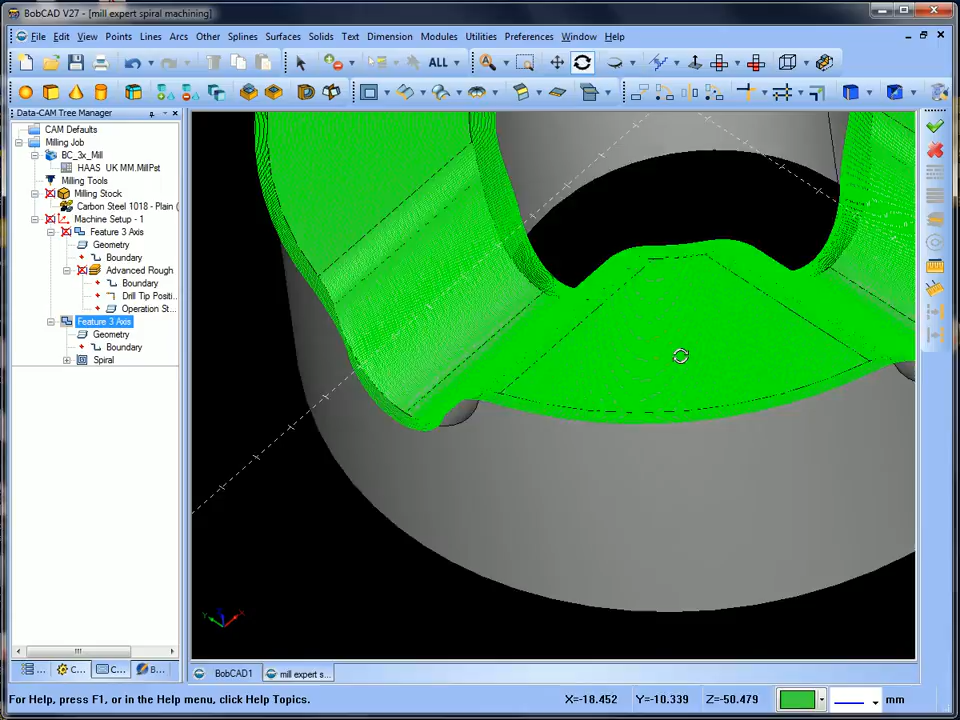 BobCAD V27 - [mill expert spiral machining]
File Edit View Points Lines Arcs Other Splines Surfaces Solids Text Dimension Modules Utilities Preferences Window Help
ALL
Data-CAM Tree Manager
CAM Defaults
Milling Job
BC_3x_Mill
HAAS UK MM.MillPst
Milling Tools
Milling Stock
Carbon Steel 1018 - Plain (
Machine Setup - 1
Feature 3 Axis
Geometry
Boundary
Advanced Rough
Boundary
Drill Tip Positi...
Operation St...
Feature 3 Axis
Geometry
Boundary
Spiral
Y X
... C... C... B...
BobCAD1 mill expert s...
For Help, press F1, or in the Help menu, click Help Topics. X=-18.452 Y=-10.339 Z=-50.479 mm